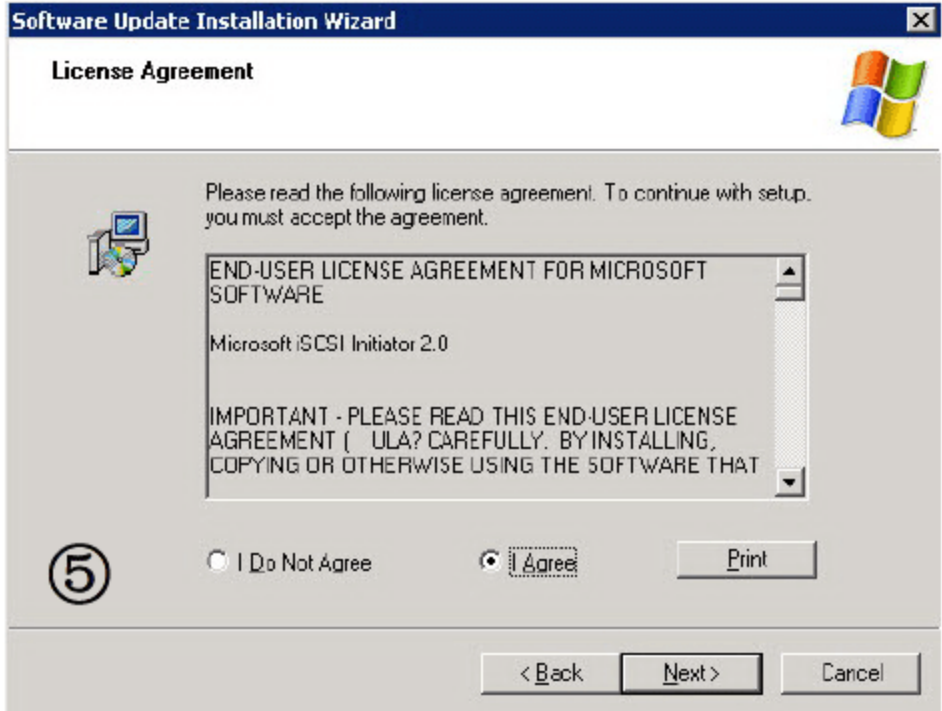 Software Update Installation Wizard
License Agreement
Please read the following license agreement. To continue with setup,
you must accept the agreement.
END-USER LICENSE AGREEMENT FOR MICROSOFT
SOFTWARE
Microsoft iSCSI Initiator 2.0
IMPORTANT - PLEASE READ THIS END-USER LICENSE
AGREEMENT ( ULA? CAREFULLY. BY INSTALLING,
COPYING OR OTHERWISE USING THE SOFTWARE THAT
⑤ I Do Not Agree I Agree Print
< Back Next > Cancel